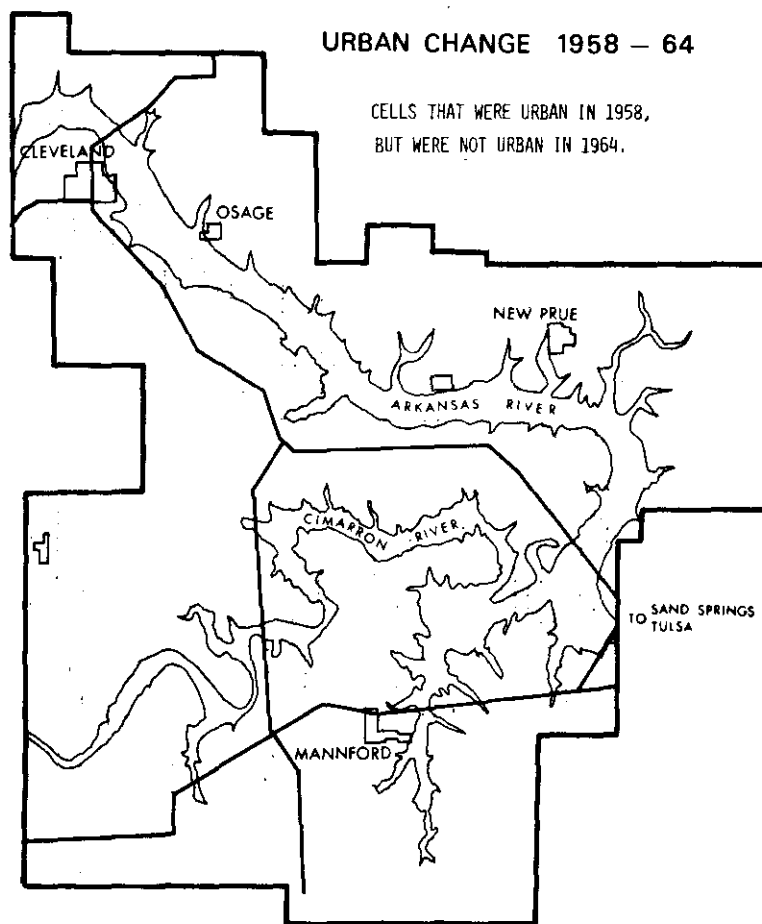 URBAN CHANGE 1958 – 64
CELLS THAT WERE URBAN IN 1958,
BUT WERE NOT URBAN IN 1964.
CLEVELAND
OSAGE
NEW PRUE
ARKANSAS RIVER
CIMARRON RIVER
TO SAND SPRINGS
TULSA
MANNFORD